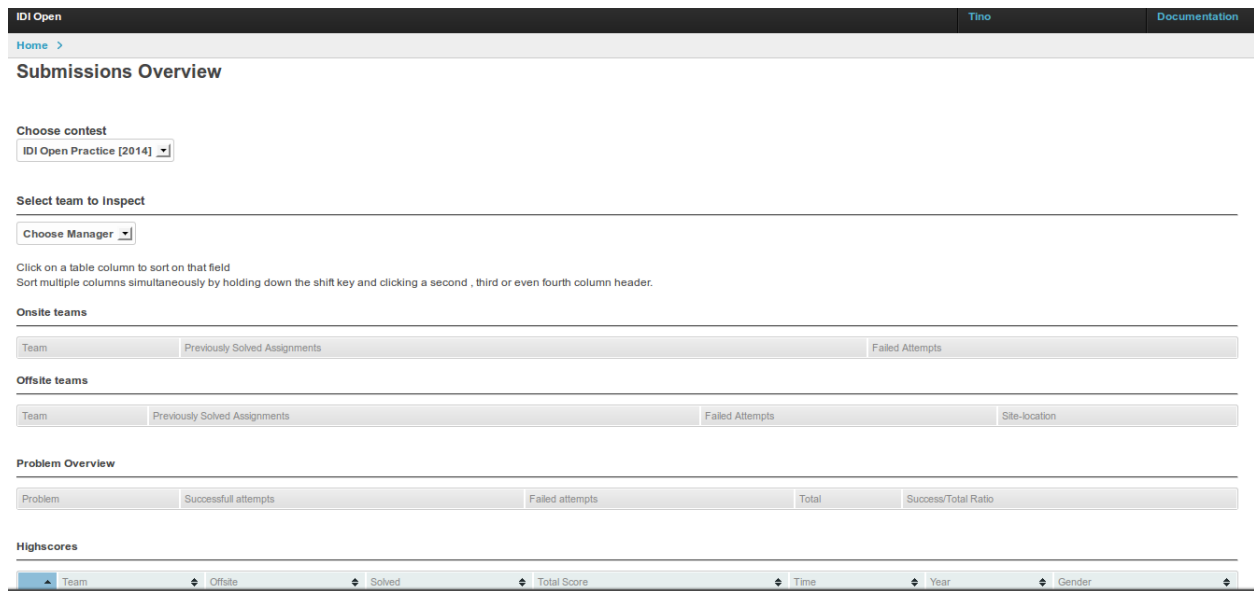 IDI Open Tino Documentation
Home >
Submissions Overview
Choose contest
IDI Open Practice [2014]
Select team to inspect
Choose Manager
Click on a table column to sort on that field
Sort multiple columns simultaneously by holding down the shift key and clicking a second , third or even fourth column header.
Onsite teams
Team Previously Solved Assignments Failed Attempts
Offsite teams
Team Previously Solved Assignments Failed Attempts Site-location
Problem Overview
Problem Successfull attempts Failed attempts Total Success/Total Ratio
Highscores
Team Offsite Solved Total Score Time Year Gender